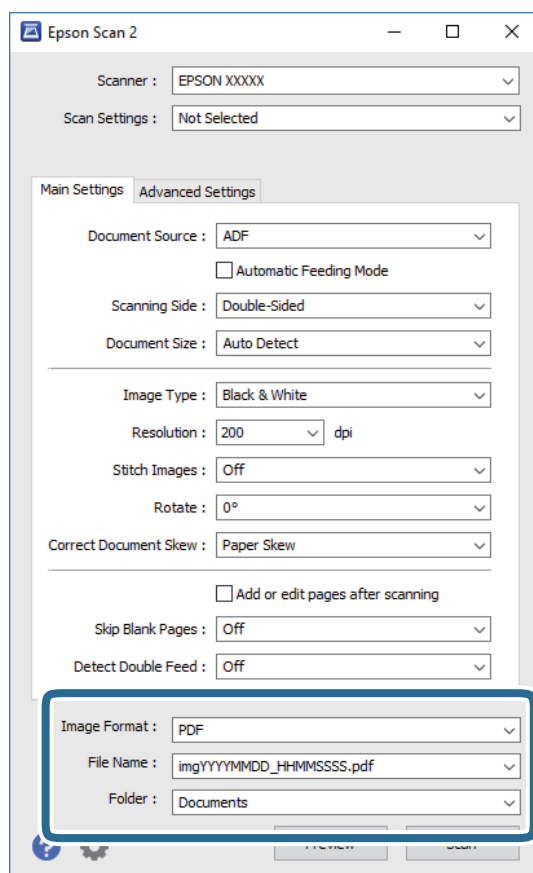 Epson Scan 2
Scanner : EPSON XXXXX
Scan Settings : Not Selected
Main Settings Advanced Settings
Document Source : ADF
Automatic Feeding Mode
Scanning Side : Double-Sided
Document Size : Auto Detect
Image Type : Black & White
Resolution : 200 dpi
Stitch Images : Off
Rotate : 0°
Correct Document Skew : Paper Skew
Add or edit pages after scanning
Skip Blank Pages : Off
Detect Double Feed : Off
Image Format : PDF
File Name : imgYYYYMMDD_HHMMSSSS.pdf
Folder : Documents
? Preview Scan